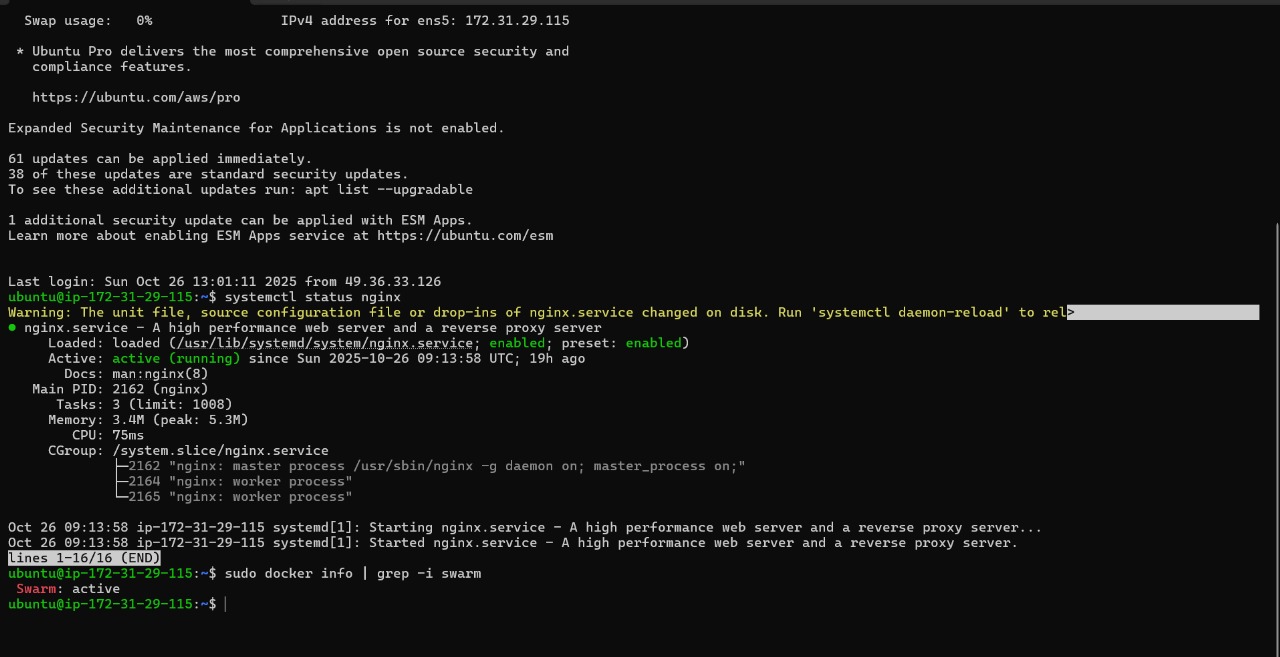 Swap usage:   0%                IPv4 address for ens5: 172.31.29.115
* Ubuntu Pro delivers the most comprehensive open source security and
compliance features.
https://ubuntu.com/aws/pro
Expanded Security Maintenance for Applications is not enabled.
61 updates can be applied immediately.
38 of these updates are standard security updates.
To see these additional updates run: apt list --upgradable
1 additional security update can be applied with ESM Apps.
Learn more about enabling ESM Apps service at https://ubuntu.com/esm
Last login: Sun Oct 26 13:01:11 2025 from 49.36.33.126
ubuntu@ip-172-31-29-115:~$ systemctl status nginx
Warning: The unit file, source configuration file or drop-ins of nginx.service changed on disk. Run 'systemctl daemon-reload' to rel>
● nginx.service - A high performance web server and a reverse proxy server
Loaded: loaded (/usr/lib/systemd/system/nginx.service; enabled; preset: enabled)
Active: active (running) since Sun 2025-10-26 09:13:58 UTC; 19h ago
Docs: man:nginx(8)
Main PID: 2162 (nginx)
Tasks: 3 (limit: 1008)
Memory: 3.4M (peak: 5.3M)
CPU: 75ms
CGroup: /system.slice/nginx.service
├─2162 "nginx: master process /usr/sbin/nginx -g daemon on; master_process on;"
├─2164 "nginx: worker process"
└─2165 "nginx: worker process"
Oct 26 09:13:58 ip-172-31-29-115 systemd[1]: Starting nginx.service - A high performance web server and a reverse proxy server...
Oct 26 09:13:58 ip-172-31-29-115 systemd[1]: Started nginx.service - A high performance web server and a reverse proxy server.
lines 1-16/16 (END)
ubuntu@ip-172-31-29-115:~$ sudo docker info | grep -i swarm
Swarm: active
ubuntu@ip-172-31-29-115:~$